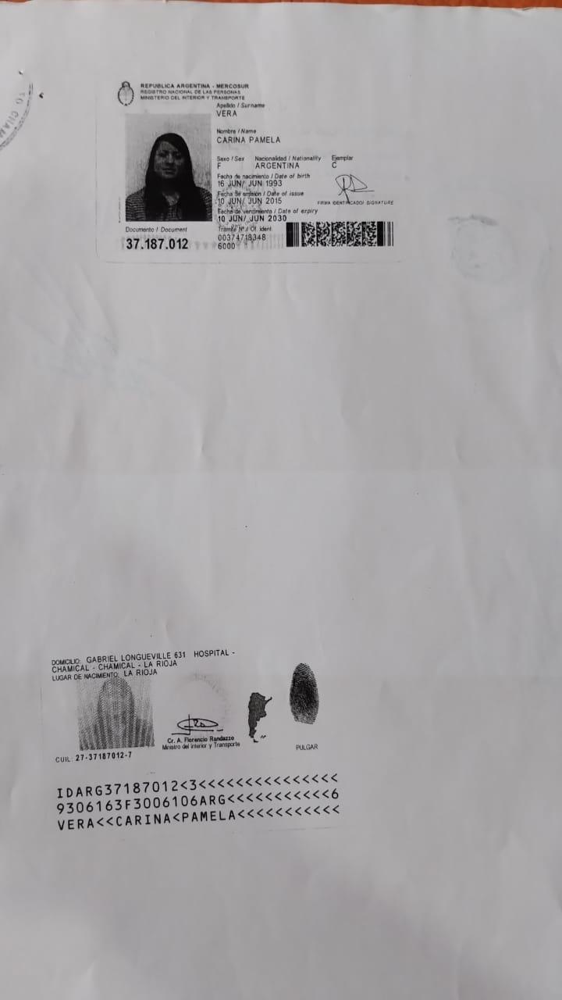 REPUBLICA ARGENTINA - MERCOSUR
REGISTRO NACIONAL DE LAS PERSONAS
MINISTERIO DEL INTERIOR Y TRANSPORTE
Apellido / Surname
VERA
Nombre / Name
CARINA PAMELA
Sexo / Sex Nacionalidad / Nationality Ejemplar
F ARGENTINA C
Fecha de nacimiento / Date of birth
16 JUN/ JUN 1993
Fecha de emisión / Date of issue
10 JUN/ JUN 2015
FIRMA IDENTIFICADO/ SIGNATURE
Fecha de vencimiento / Date of expiry
10 JUN/ JUN 2030
Documento / Document
Trámite Nº / Of. ident.
37.187.012
00374718348
6000
DOMICILIO: GABRIEL LONGUEVILLE 631 HOSPITAL -
CHAMICAL - CHAMICAL - LA RIOJA
LUGAR DE NACIMIENTO: LA RIOJA
Cr. A. Florencio Randazzo
Ministro del Interior y Transporte
PULGAR
CUIL: 27-37187012-7
IDARG37187012<3<<<<<<<<<<<<<<<
9306163F3006106ARG<<<<<<<<<<<6
VERA<<CARINA<PAMELA<<<<<<<<<<<